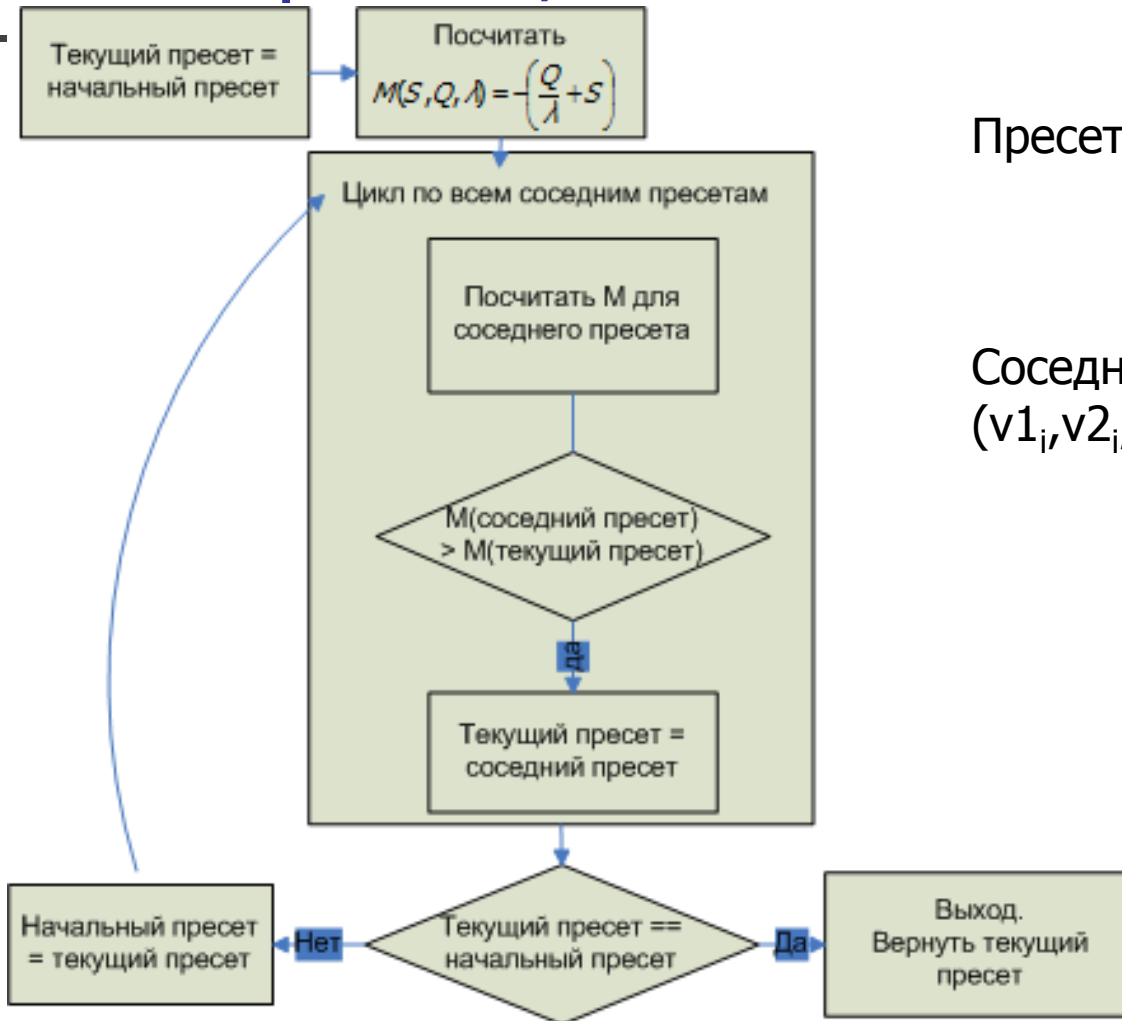 Текущий пресет =
начальный пресет
Посчитать
M(S,Q,λ)=-(Q/λ+S)
Цикл по всем соседним пресетам
Посчитать М для
соседнего пресета
М(соседний пресет)
> М(текущий пресет)
да
Текущий пресет =
соседний пресет
Начальный пресет
= текущий пресет
Нет
Текущий пресет ==
начальный пресет
Да
Выход.
Вернуть текущий
пресет
Пресет
Соседн
(v1ᵢ,v2ᵢ,